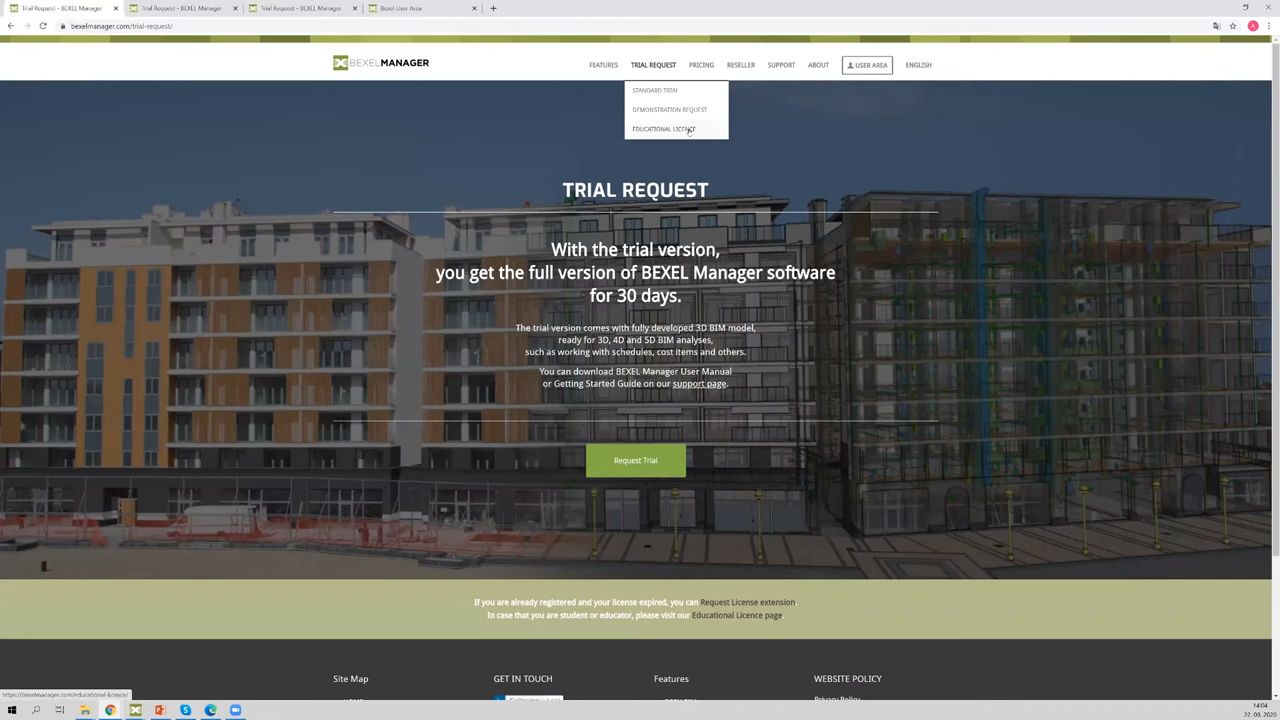 Trial Request - BEXEL Manager
Trial Request - BEXEL Manager
Trial Request - BEXEL Manager
Bexel User Area
bexelmanager.com/trial-request/
A
BEXELMANAGER
FEATURES
TRIAL REQUEST
PRICING
RESELLER
SUPPORT
ABOUT
USER AREA
ENGLISH
STANDARD TRIAL
DEMONSTRATION REQUEST
EDUCATIONAL LICENCE
TRIAL REQUEST
With the trial version,
you get the full version of BEXEL Manager software
for 30 days.
The trial version comes with fully developed 3D BIM model,
ready for 3D, 4D and 5D BIM analyses,
such as working with schedules, cost items and others.
You can download BEXEL Manager User Manual
or Getting Started Guide on our support page.
Request Trial
If you are already registered and your license expired, you can Request License extension.
In case that you are student or educator, please visit our Educational Licence page.
Site Map
GET IN TOUCH
Features
WEBSITE POLICY
Privacy Policy
https://bexelmanager.com/educational-licence/
14:04
22. 09. 2020